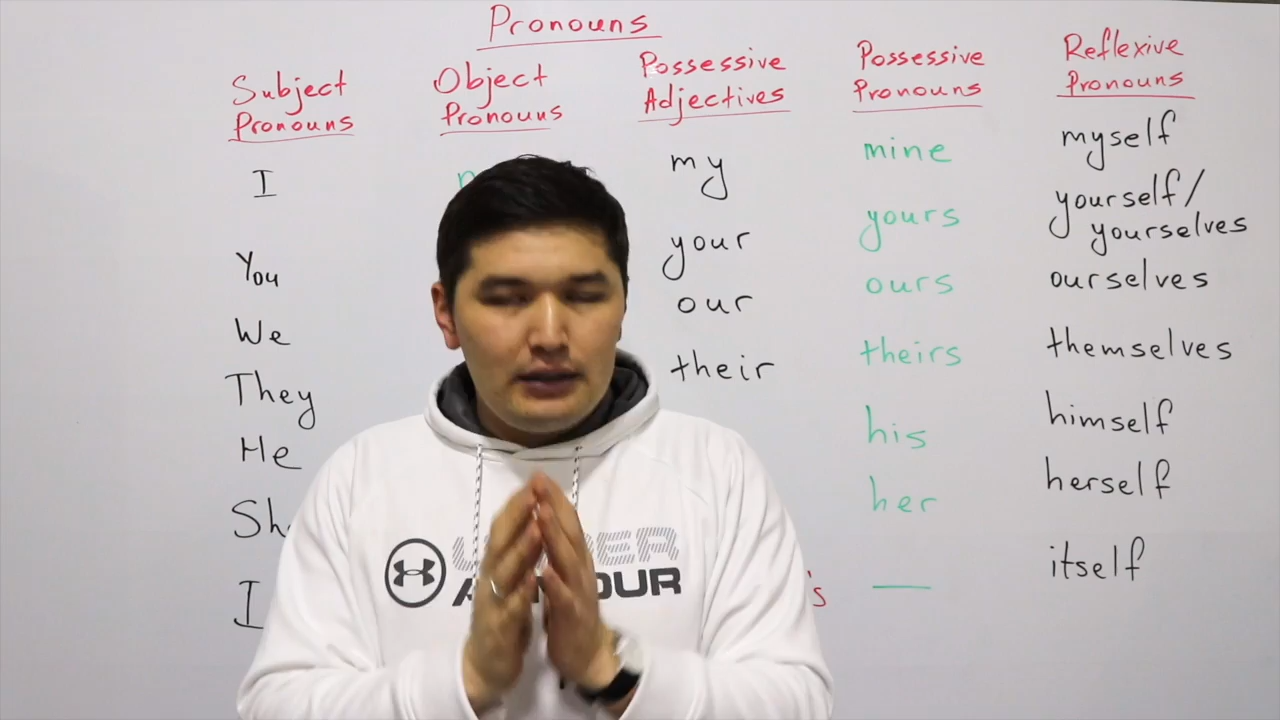 Pronouns
Subject Pronouns
Object Pronouns
Possessive Adjectives
Possessive Pronouns
Reflexive Pronouns
I
my
mine
myself
You
your
yours
yourself/
yourselves
We
our
ours
ourselves
They
their
theirs
themselves
He
his
himself
her
herself
's
itself
UNDER
ARMOUR